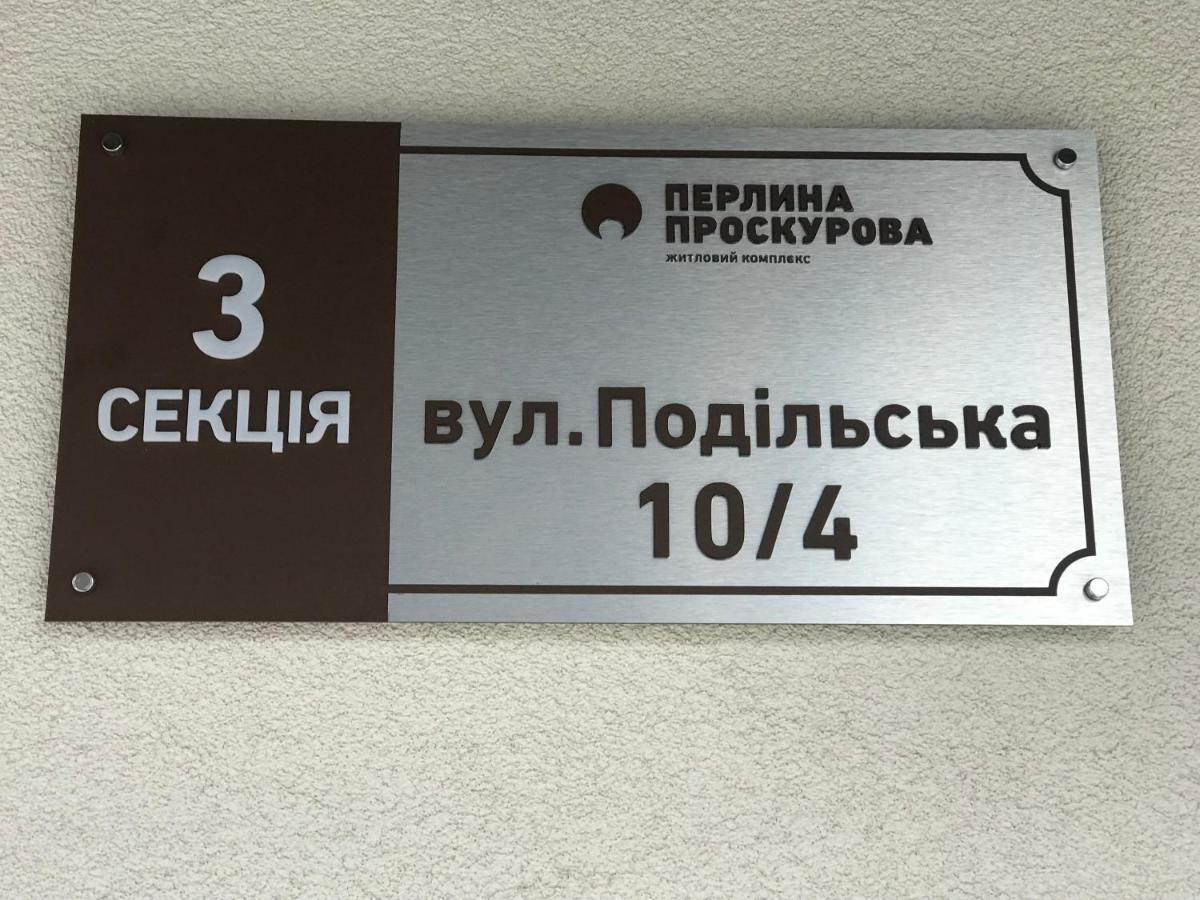 3
СЕКЦІЯ
ПЕРЛИНА
ПРОСКУРОВА
ЖИТЛОВИЙ КОМПЛЕКС
вул.Подільська
10/4